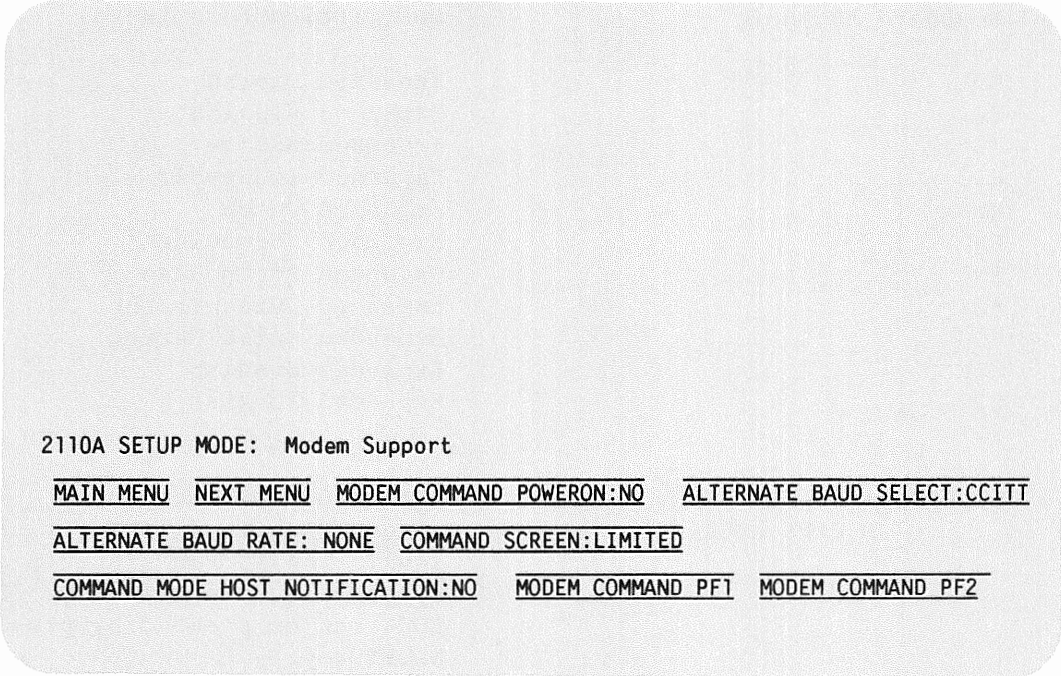 2110A SETUP MODE:  Modem Support
MAIN MENU  NEXT MENU  MODEM COMMAND POWERON:NO   ALTERNATE BAUD SELECT:CCITT
ALTERNATE BAUD RATE: NONE  COMMAND SCREEN:LIMITED
COMMAND MODE HOST NOTIFICATION:NO   MODEM COMMAND PF1  MODEM COMMAND PF2